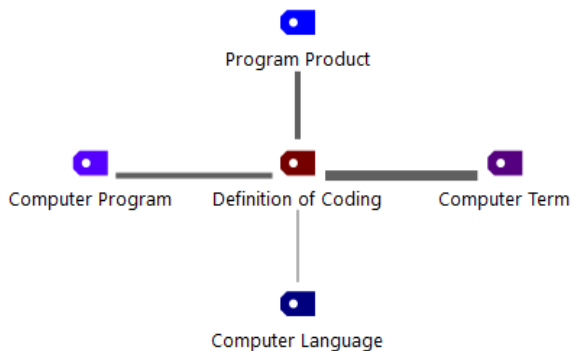 Program Product
Computer Program
Definition of Coding
Computer Term
Computer Language